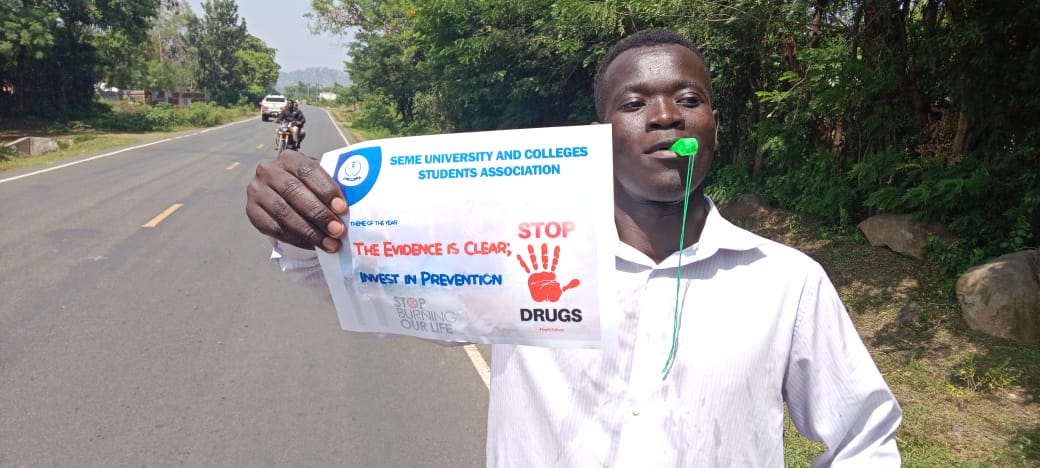 SEME UNIVERSITY AND COLLEGES
STUDENTS ASSOCIATION
THEME OF THE YEAR
THE EVIDENCE IS CLEAR;
INVEST IN PREVENTION
STOP
BURNING
OUR LIFE
STOP
DRUGS